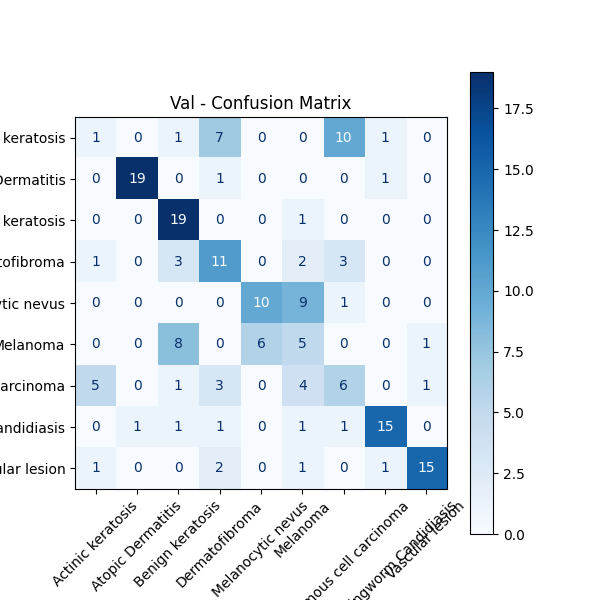 Val - Confusion Matrix
keratosis 1 0 1 7 0 0 10 1 0
Dermatitis 0 19 0 1 0 0 0 1 0
keratosis 0 0 19 0 0 1 0 0 0
tofibroma 1 0 3 11 0 2 3 0 0
tic nevus 0 0 0 0 10 9 1 0 0
Melanoma 0 0 8 0 6 5 0 0 1
arcinoma 5 0 1 3 0 4 6 0 1
andidiasis 0 1 1 1 0 1 1 15 0
ular lesion 1 0 0 2 0 1 0 1 15
Actinic keratosis
Atopic Dermatitis
Benign keratosis
Dermatofibroma
Melanocytic nevus
Melanoma
mous cell carcinoma
ngworm Candidiasis
Vascular lesion
17.5
15.0
12.5
10.0
7.5
5.0
2.5
0.0